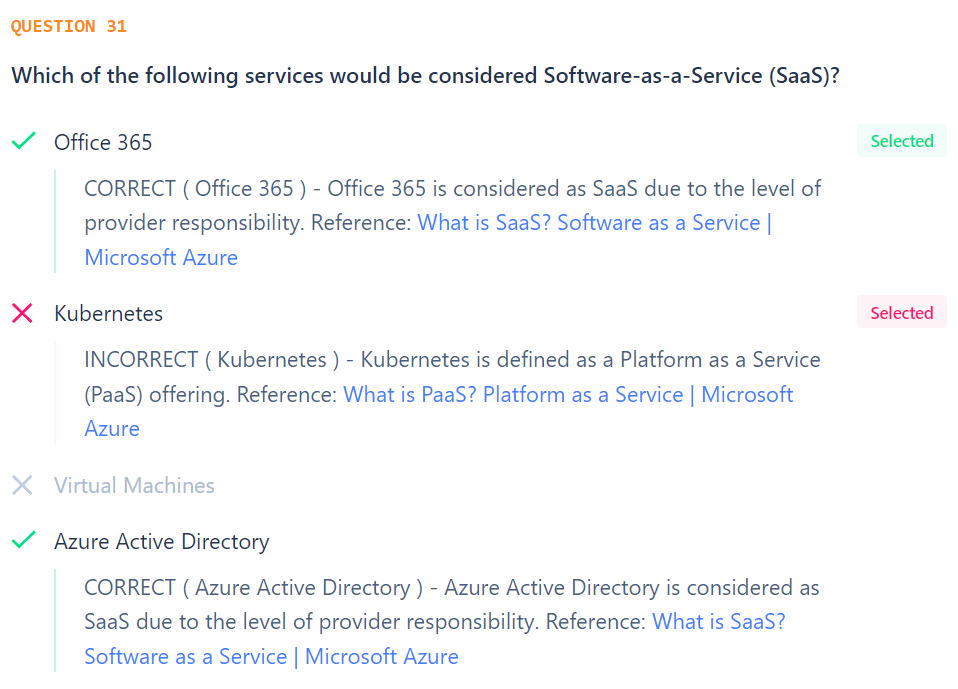 QUESTION 31
Which of the following services would be considered Software-as-a-Service (SaaS)?
Office 365
Selected
CORRECT ( Office 365 ) - Office 365 is considered as SaaS due to the level of
provider responsibility. Reference: What is SaaS? Software as a Service |
Microsoft Azure
Kubernetes
Selected
INCORRECT ( Kubernetes ) - Kubernetes is defined as a Platform as a Service
(PaaS) offering. Reference: What is PaaS? Platform as a Service | Microsoft
Azure
Virtual Machines
Azure Active Directory
CORRECT ( Azure Active Directory ) - Azure Active Directory is considered as
SaaS due to the level of provider responsibility. Reference: What is SaaS?
Software as a Service | Microsoft Azure